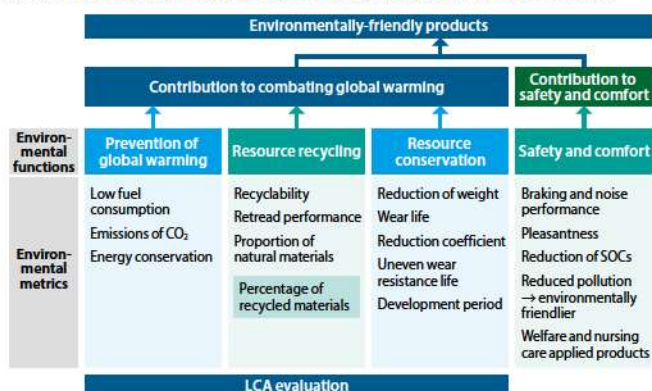 Environmentally-friendly products
Contribution to combating global warming
Contribution to
safety and comfort
Environ-
mental
functions
Prevention of
global warming
Resource recycling
Resource
conservation
Safety and comfort
Environ-
mental
metrics
Low fuel
consumption
Emissions of CO₂
Energy conservation
Recyclability
Retread performance
Proportion of
natural materials
Percentage of
recycled materials
Reduction of weight
Wear life
Reduction coefficient
Uneven wear
resistance life
Development period
Braking and noise
performance
Pleasantness
Reduction of SOCs
Reduced pollution
→ environmentally
friendlier
Welfare and nursing
care applied products
LCA evaluation